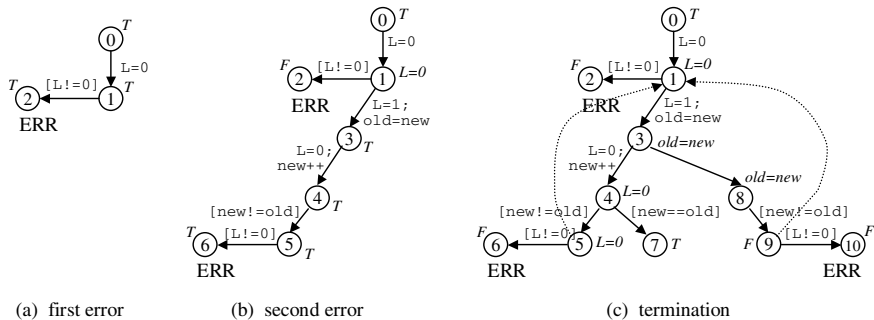 T
0
L=0
T
[L!=0]
2
1
T
ERR
(a) first error
T
0
L=0
F
[L!=0]
2
1
L=0
ERR
L=1;
old=new
3
T
L=0;
new++
4
T
[new!=old]
T
[L!=0]
6
5
T
ERR
(b) second error
T
0
L=0
F
[L!=0]
2
1
L=0
ERR
L=1;
old=new
3
old=new
L=0;
new++
old=new
4
L=0
8
[new!=old]
[new==old]
[new!=old]
F
[L!=0]
6
5
L=0
7
T
F
9
[L!=0]
10
F
ERR
ERR
(c) termination